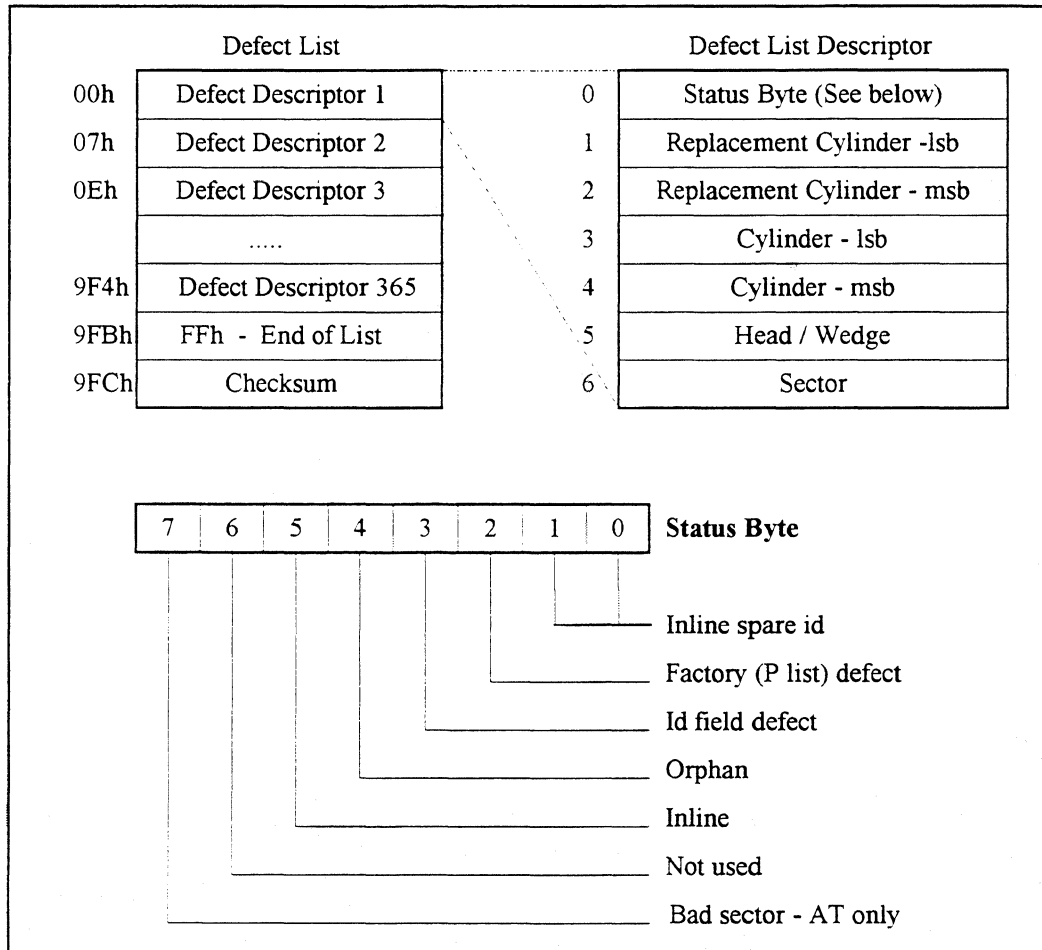 Defect List
Defect List Descriptor
00h Defect Descriptor 1
07h Defect Descriptor 2
0Eh Defect Descriptor 3
.....
9F4h Defect Descriptor 365
9FBh FFh - End of List
9FCh Checksum
0 Status Byte (See below)
1 Replacement Cylinder -lsb
2 Replacement Cylinder - msb
3 Cylinder - lsb
4 Cylinder - msb
5 Head / Wedge
6 Sector
7 6 5 4 3 2 1 0 Status Byte
Inline spare id
Factory (P list) defect
Id field defect
Orphan
Inline
Not used
Bad sector - AT only